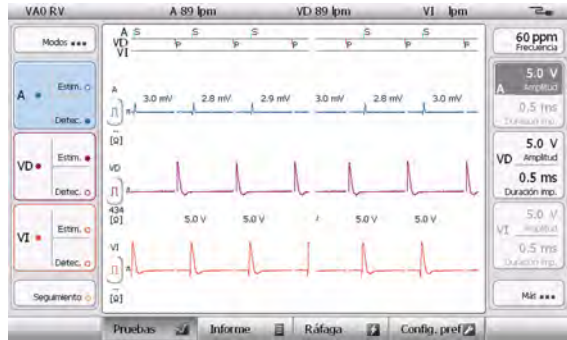 VA0 RV A 89 lpm VD 89 lpm VI lpm
Modos
A Estim.
Detec.
VD Estim.
Detec.
VI Estim.
Detec.
Seguimiento
A S S S S S
VD P P P P P P
VI
A
3.0 mV 2.8 mV 2.9 mV 3.0 mV 2.8 mV 3.0 mV
[Ω]
VD
434
[Ω]
5.0 V 5.0 V 5.0 V 5.0 V
VI
[Ω]
60 ppm
Frecuencia
5.0 V
A Amplitud
0.5 ms
Duración imp.
5.0 V
VD Amplitud
0.5 ms
Duración imp.
5.0 V
VI Amplitud
0.5 ms
Duración imp.
Más
Pruebas Informe Ráfaga Config. pref